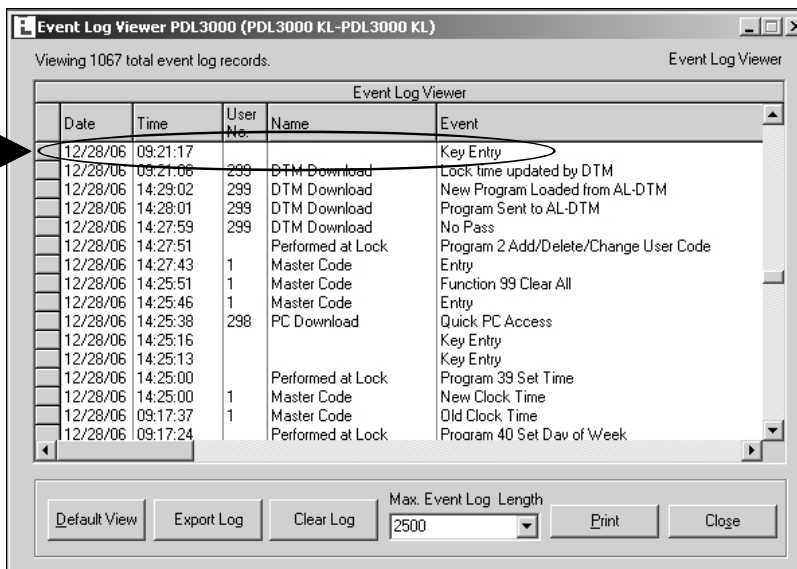 Event Log Viewer PDL3000 (PDL3000 KL-PDL3000 KL)
Viewing 1067 total event log records. Event Log Viewer
Event Log Viewer
Date Time User No. Name Event
12/28/06 09:21:17 Key Entry
12/28/06 09:21:06 299 DTM Download Lock time updated by DTM
12/28/06 14:29:02 299 DTM Download New Program Loaded from AL-DTM
12/28/06 14:28:01 299 DTM Download Program Sent to AL-DTM
12/28/06 14:27:59 299 DTM Download No Pass
12/28/06 14:27:51 Performed at Lock Program 2 Add/Delete/Change User Code
12/28/06 14:27:43 1 Master Code Entry
12/28/06 14:25:51 1 Master Code Function 99 Clear All
12/28/06 14:25:46 1 Master Code Entry
12/28/06 14:25:38 298 PC Download Quick PC Access
12/28/06 14:25:16 Key Entry
12/28/06 14:25:13 Key Entry
12/28/06 14:25:00 Performed at Lock Program 39 Set Time
12/28/06 14:25:00 1 Master Code New Clock Time
12/28/06 09:17:37 1 Master Code Old Clock Time
12/28/06 09:17:24 Performed at Lock Program 40 Set Day of Week
Max. Event Log Length
Default View Export Log Clear Log 2500 Print Close